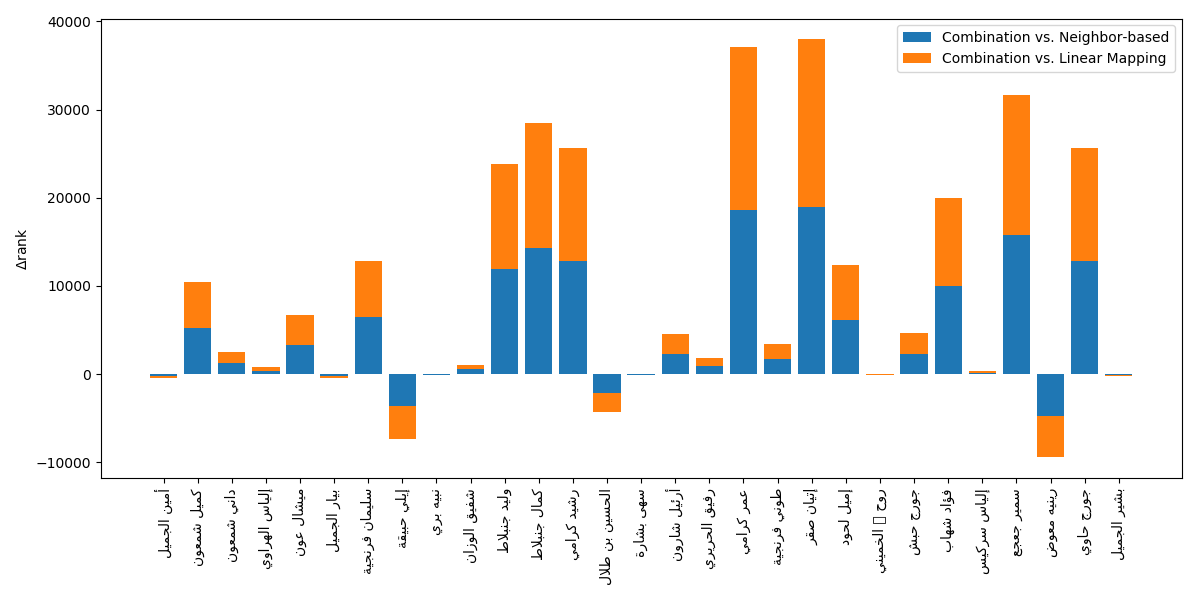 40000
30000
20000
10000
0
−10000
Δrank
Combination vs. Neighbor-based
Combination vs. Linear Mapping
أمين الجميل
كميل شمعون
داني شمعون
إلياس الهراوي
ميشال عون
بيار الجميل
سليمان فرنجية
إيلي حبيقة
نبيه بري
شفيق الوزان
وليد جنبلاط
كمال جنبلاط
رشيد كرامي
الحسين بن طلال
سهى بشارة
أرئيل شارون
رفيق الحريري
عمر كرامي
طوني فرنجية
إتيان صقر
إميل لحود
روح الخميني
جورج حبش
فؤاد شهاب
إلياس سركيس
سمير جعجع
رينيه معوض
جورج حاوي
بشير الجميل